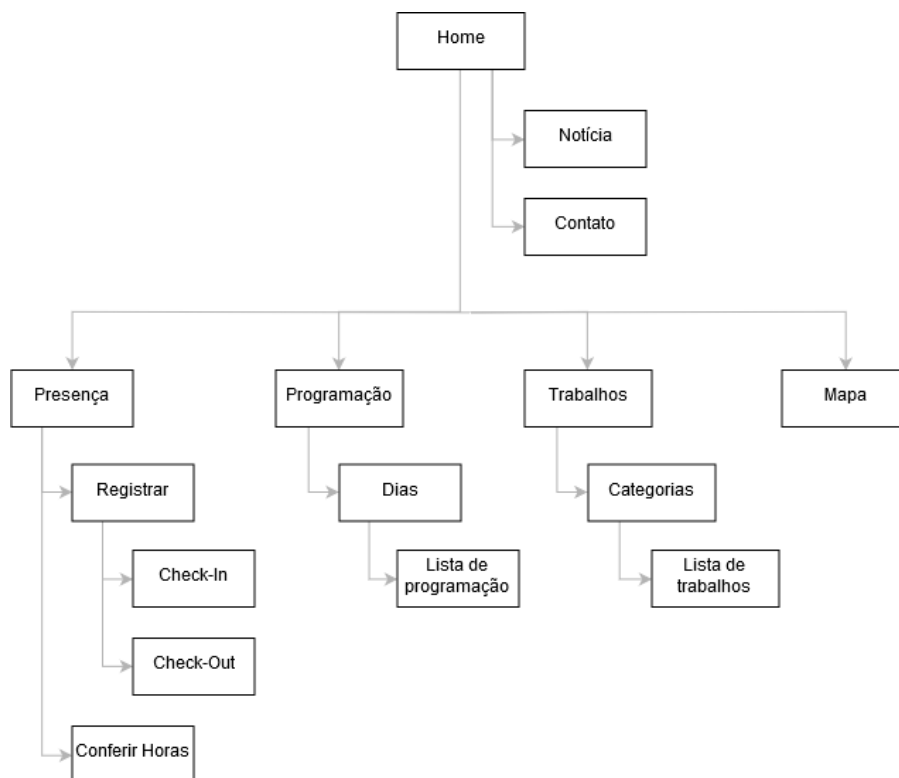 Home
Notícia
Contato
Presença
Programação
Trabalhos
Mapa
Registrar
Dias
Categorias
Check-In
Lista de
programação
Lista de
trabalhos
Check-Out
Conferir Horas